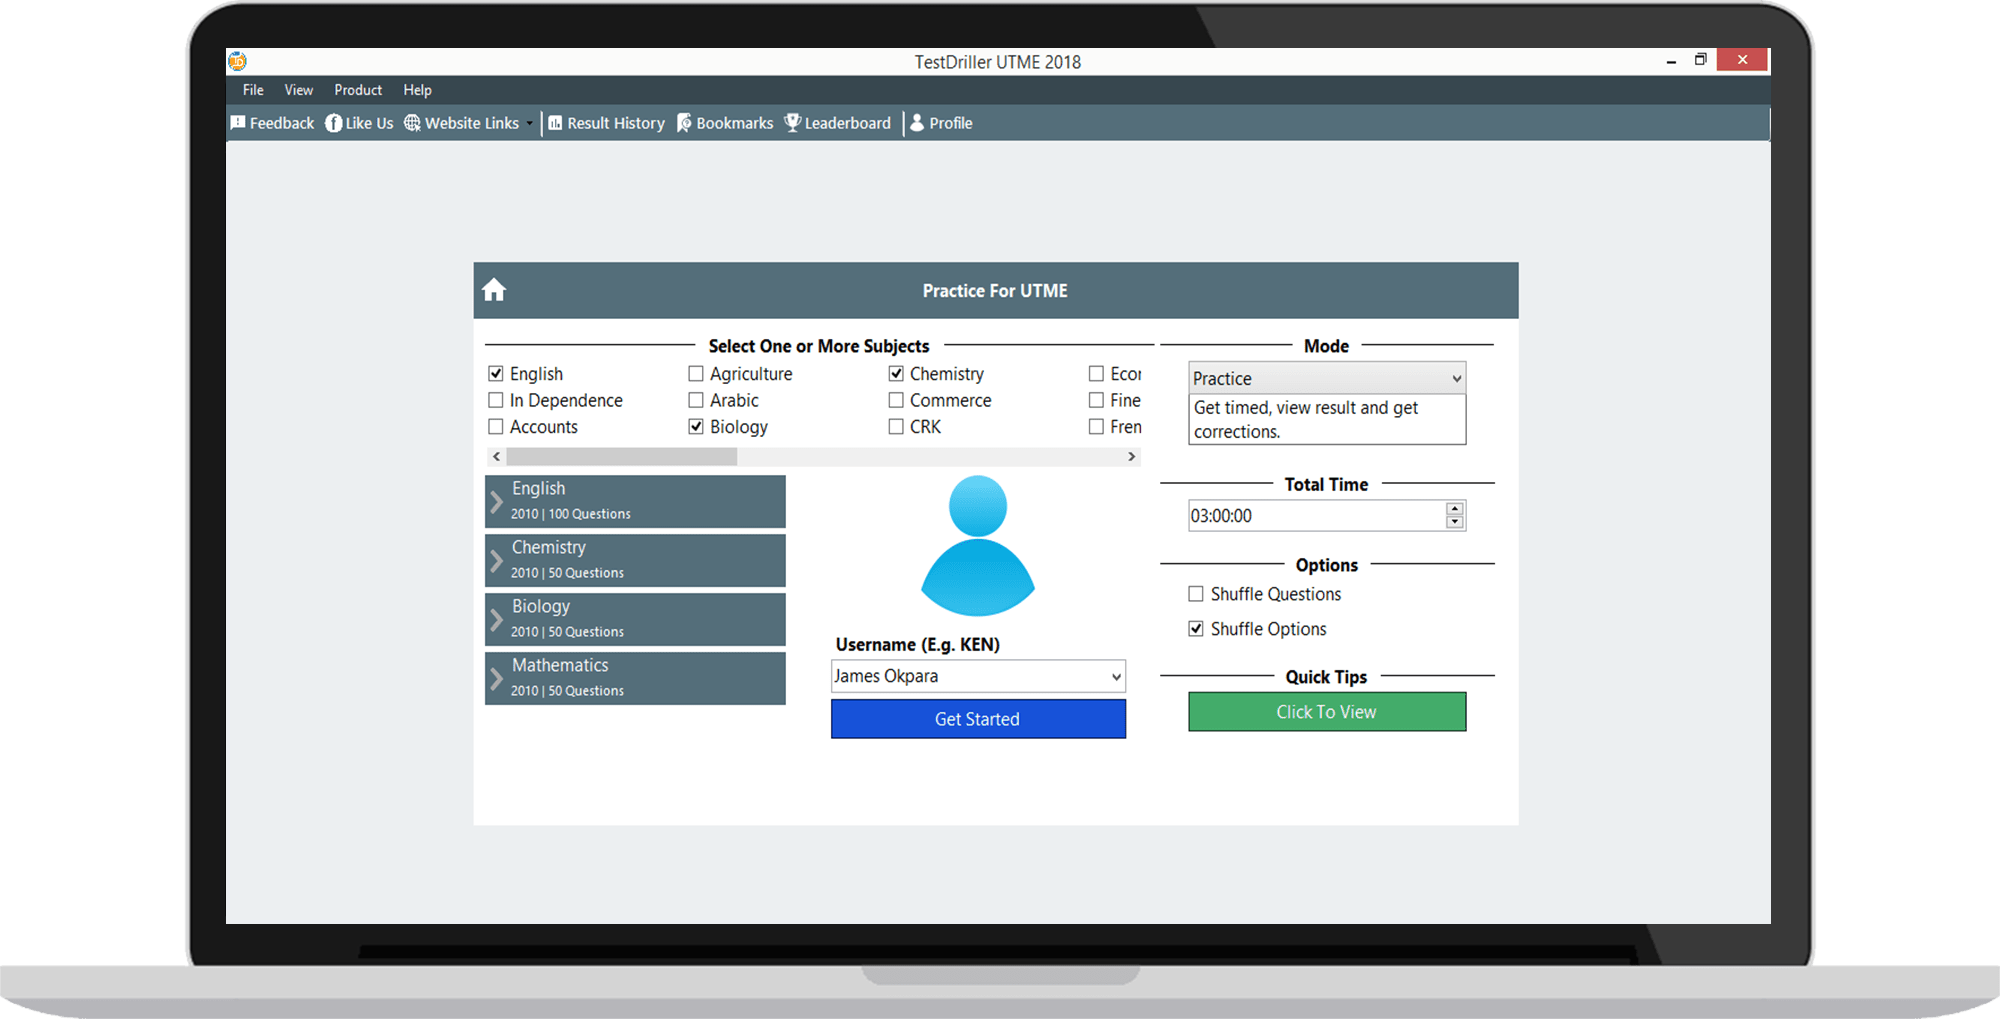 TestDriller UTME 2018
File View Product Help
Feedback Like Us Website Links Result History Bookmarks Leaderboard Profile
Practice For UTME
Select One or More Subjects
English Agriculture Chemistry Econ
In Dependence Arabic Commerce Fine
Accounts Biology CRK Fren
English
2010 | 100 Questions
Chemistry
2010 | 50 Questions
Biology
2010 | 50 Questions
Mathematics
2010 | 50 Questions
Username (E.g. KEN)
James Okpara
Get Started
Mode
Practice
Get timed, view result and get
corrections.
Total Time
03:00:00
Options
Shuffle Questions
Shuffle Options
Quick Tips
Click To View